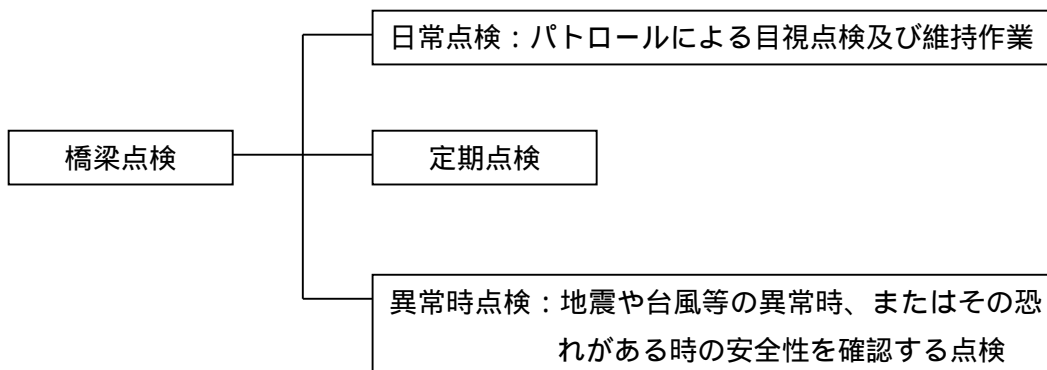 日常点検：パトロールによる目視点検及び維持作業
橋梁点検
定期点検
異常時点検：地震や台風等の異常時、またはその恐
れがある時の安全性を確認する点検